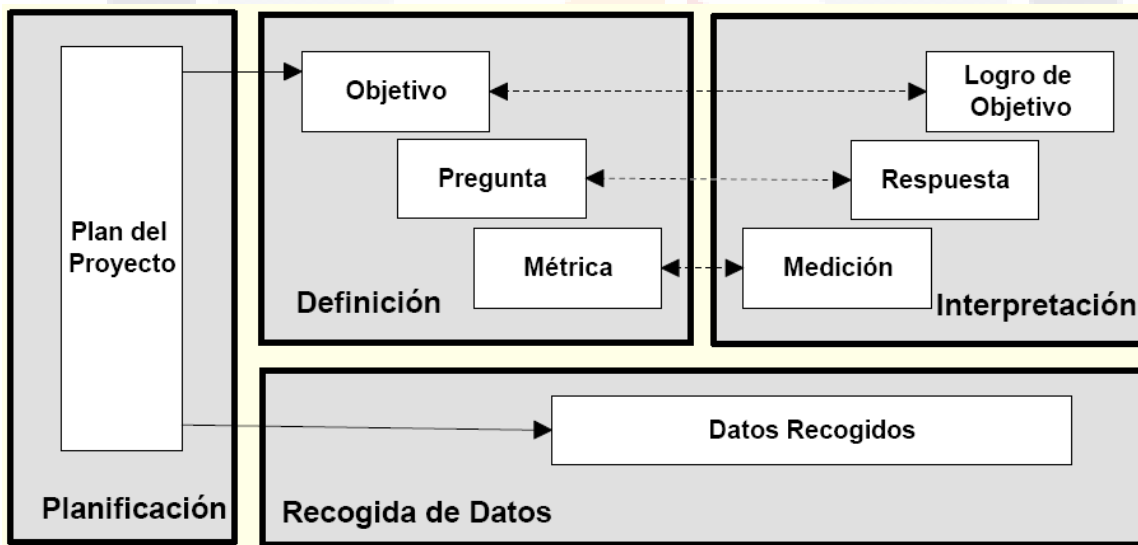 Plan del
Proyecto
Planificación
Objetivo
Pregunta
Métrica
Definición
Logro de
Objetivo
Respuesta
Medición
Interpretación
Datos Recogidos
Recogida de Datos